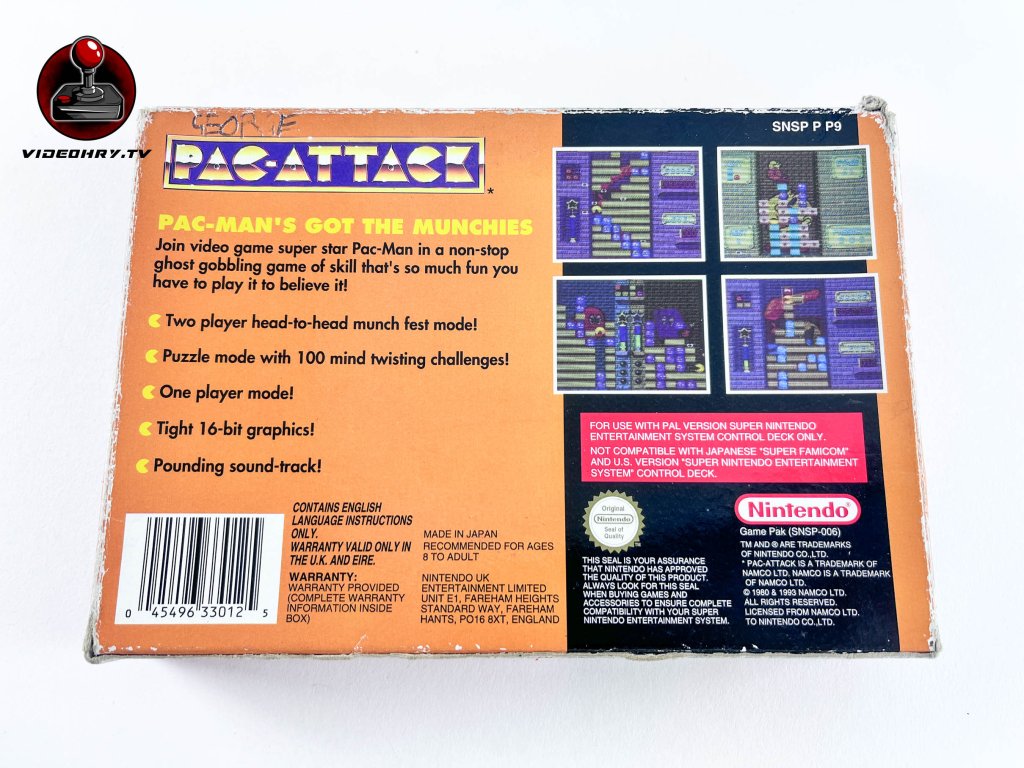 VIDEOHRY.TV
GEORGE
PAC-ATTACK
*
PAC-MAN'S GOT THE MUNCHIES
Join video game super star Pac-Man in a non-stop
ghost gobbling game of skill that's so much fun you
have to play it to believe it!
Two player head-to-head munch fest mode!
Puzzle mode with 100 mind twisting challenges!
One player mode!
Tight 16-bit graphics!
Pounding sound-track!
CONTAINS ENGLISH
LANGUAGE INSTRUCTIONS
ONLY.
WARRANTY VALID ONLY IN
THE U.K. AND EIRE.
WARRANTY:
WARRANTY PROVIDED
(COMPLETE WARRANTY
INFORMATION INSIDE
BOX)
MADE IN JAPAN
RECOMMENDED FOR AGES
8 TO ADULT
NINTENDO UK
ENTERTAINMENT LIMITED
UNIT E1, FAREHAM HEIGHTS
STANDARD WAY, FAREHAM
HANTS, PO16 8XT, ENGLAND
0 45496 33012 5
SNSP P P9
FOR USE WITH PAL VERSION SUPER NINTENDO
ENTERTAINMENT SYSTEM CONTROL DECK ONLY.
NOT COMPATIBLE WITH JAPANESE "SUPER FAMICOM"
AND U.S. VERSION "SUPER NINTENDO ENTERTAINMENT
SYSTEM" CONTROL DECK.
Original
Nintendo
Seal of
Quality
THIS SEAL IS YOUR ASSURANCE
THAT NINTENDO HAS APPROVED
THE QUALITY OF THIS PRODUCT.
ALWAYS LOOK FOR THIS SEAL
WHEN BUYING GAMES AND
ACCESSORIES TO ENSURE COMPLETE
COMPATIBILITY WITH YOUR SUPER
NINTENDO ENTERTAINMENT SYSTEM.
Nintendo
Game Pak (SNSP-006)
TM AND ® ARE TRADEMARKS
OF NINTENDO CO.,LTD.
* PAC-ATTACK IS A TRADEMARK OF
NAMCO LTD. NAMCO IS A TRADEMARK
OF NAMCO LTD.
© 1980 & 1993 NAMCO LTD.
ALL RIGHTS RESERVED.
LICENSED FROM NAMCO LTD.
TO NINTENDO CO.,LTD.